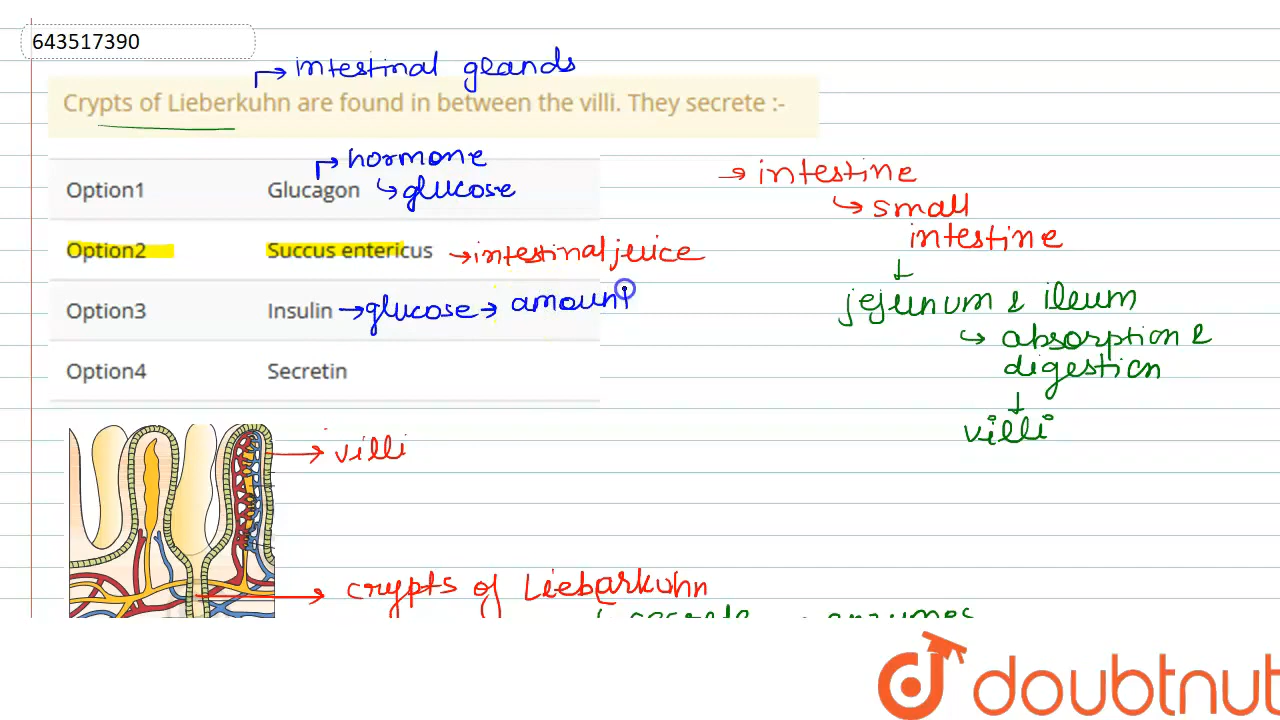 643517390
intestinal glands
Crypts of Lieberkuhn are found in between the villi. They secrete :-
hormone
Option1 Glucagon
glucose
Option2 Succus entericus
intestinal juice
Option3 Insulin
glucose
amount
Option4 Secretin
intestine
small
intestine
jejunum & ileum
absorption &
digestion
villi
villi
crypts of Lieberkuhn
secrete enzymes
doubtnut